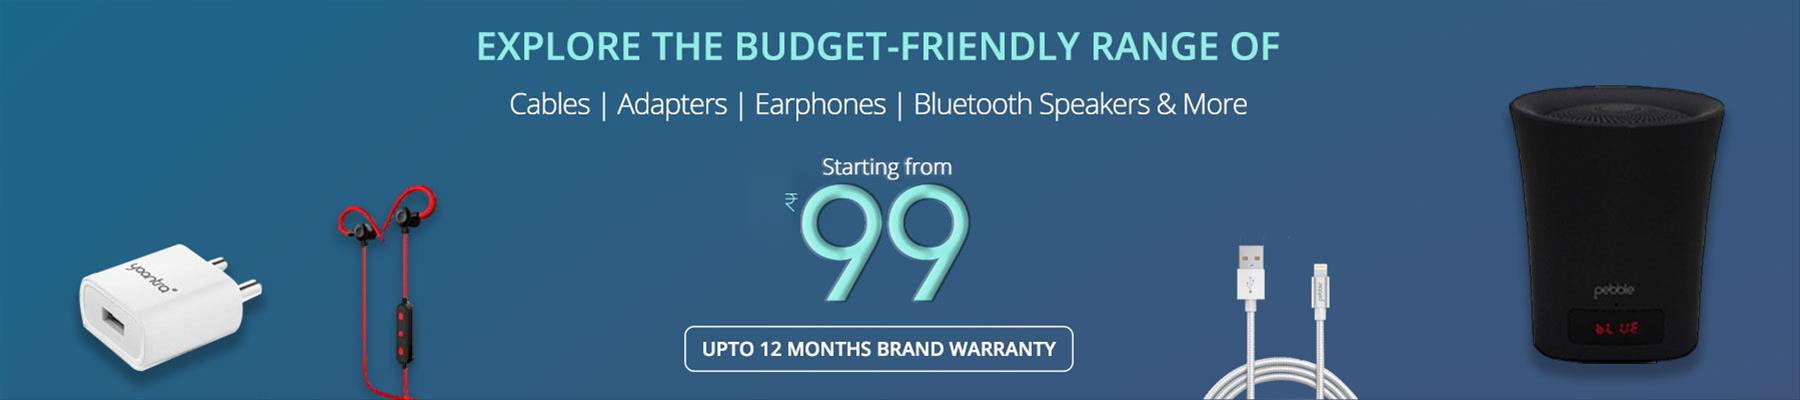 EXPLORE THE BUDGET-FRIENDLY RANGE OF
Cables | Adapters | Earphones | Bluetooth Speakers & More
Starting from
₹99
UPTO 12 MONTHS BRAND WARRANTY
yoantra
pebble
pebble
bLUE